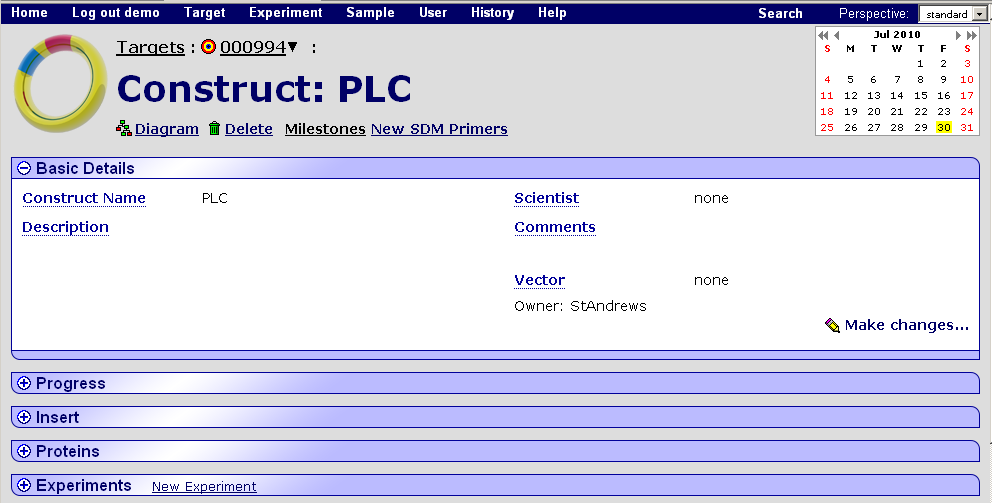 Home Log out demo Target Experiment Sample User History Help Search Perspective: standard
Targets : 000994 :
Construct: PLC
Diagram Delete Milestones New SDM Primers
Jul 2010
S M T W T F S
1 2 3
4 5 6 7 8 9 10
11 12 13 14 15 16 17
18 19 20 21 22 23 24
25 26 27 28 29 30 31
Basic Details
Construct Name PLC Scientist none
Description Comments
Vector none
Owner: StAndrews
Make changes...
Progress
Insert
Proteins
Experiments New Experiment